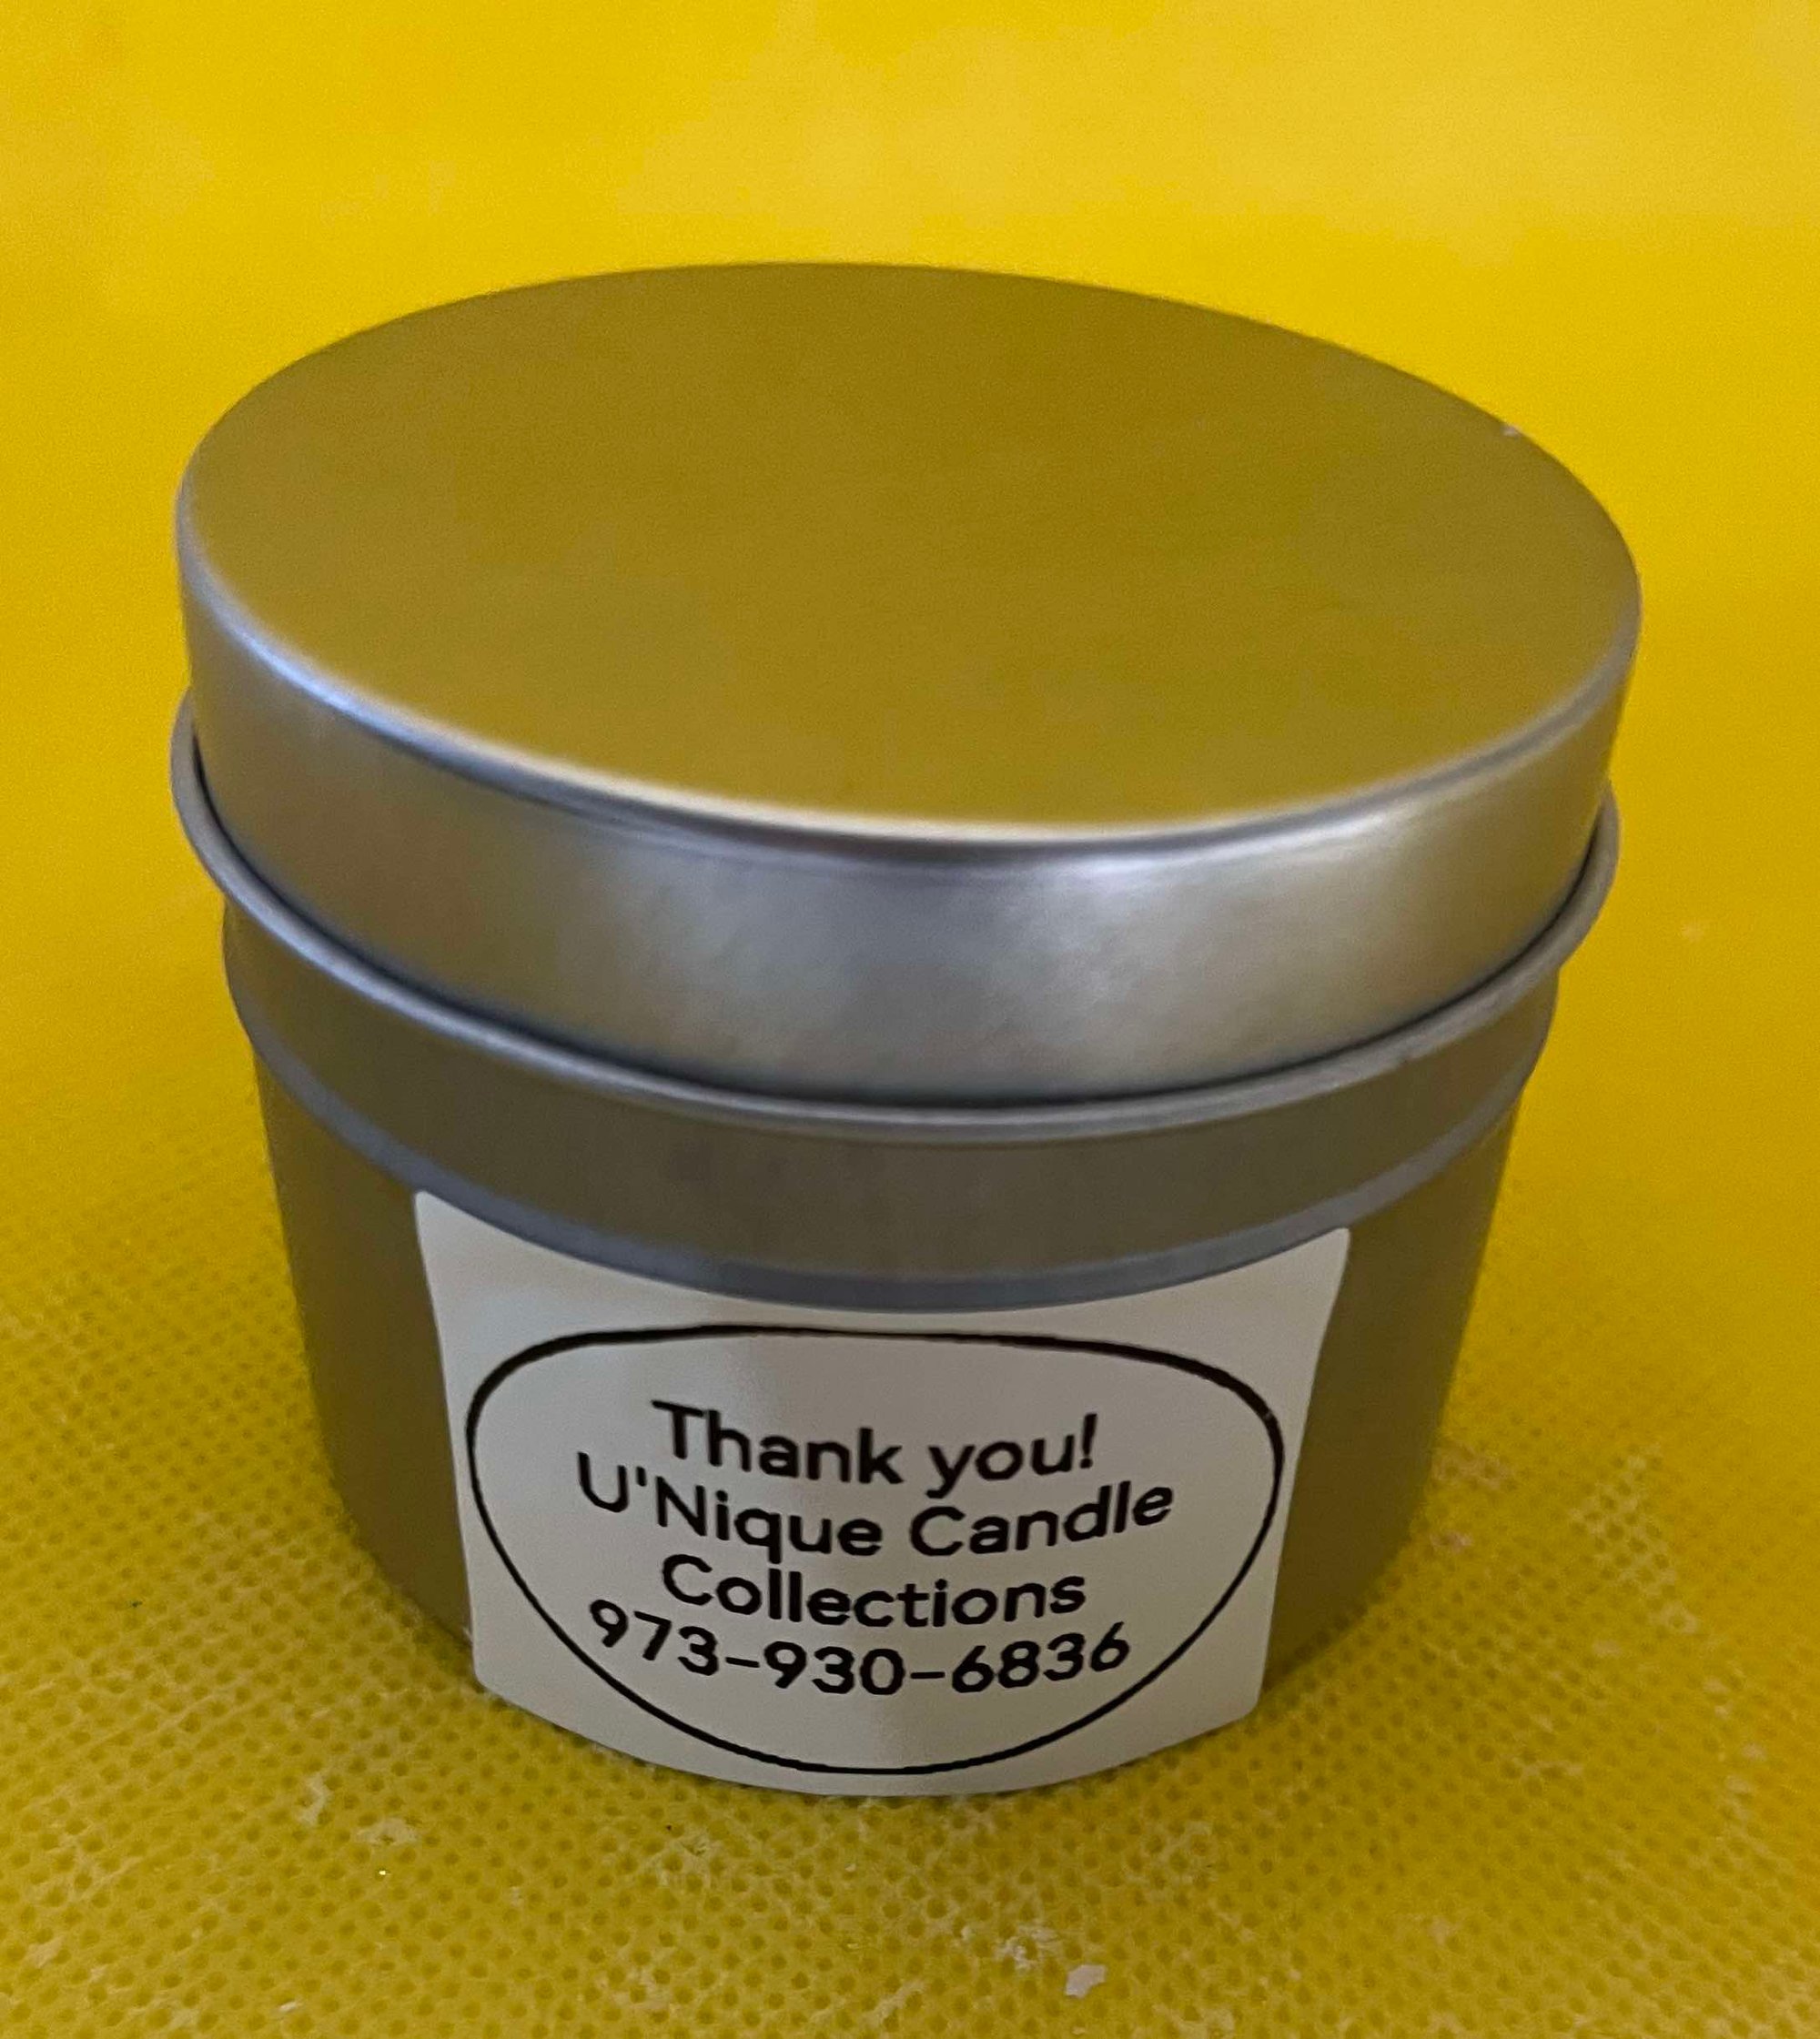 Thank you!
U'Nique Candle
Collections
973-930-6836